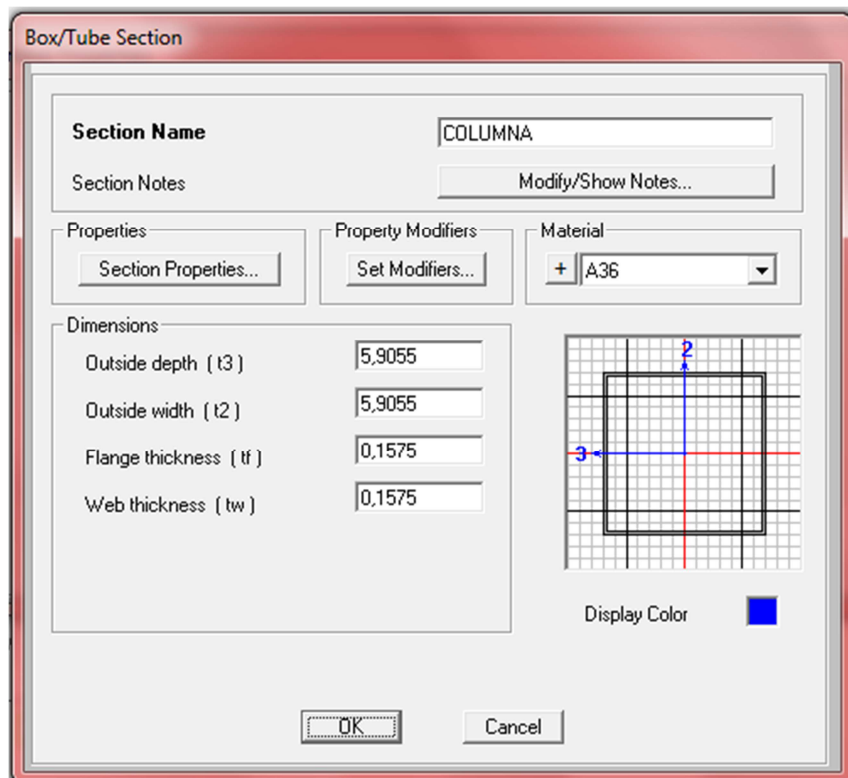 Box/Tube Section
Section Name COLUMNA
Section Notes Modify/Show Notes...
Properties Property Modifiers Material
Section Properties... Set Modifiers... + A36
Dimensions
Outside depth ( t3 ) 5,9055
Outside width ( t2 ) 5,9055
Flange thickness ( tf ) 0,1575
Web thickness ( tw ) 0,1575
2
3
Display Color
OK Cancel